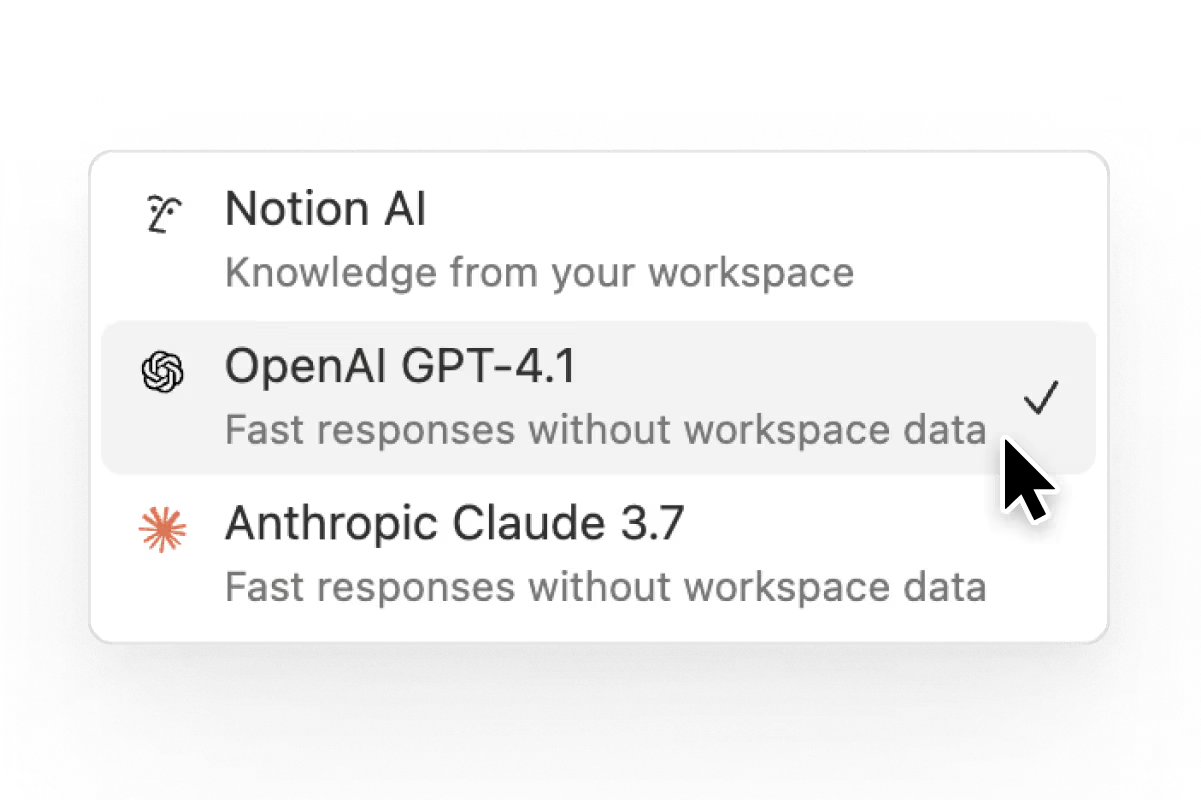 Notion AI
Knowledge from your workspace
OpenAI GPT-4.1
Fast responses without workspace data
Anthropic Claude 3.7
Fast responses without workspace data